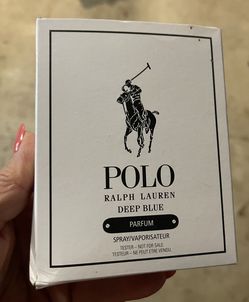 POLO
RALPH LAUREN
DEEP BLUE
PARFUM
SPRAY/VAPORISATEUR
TESTER – NOT FOR SALE
TESTEUR – NE PEUT ÊTRE VENDU.